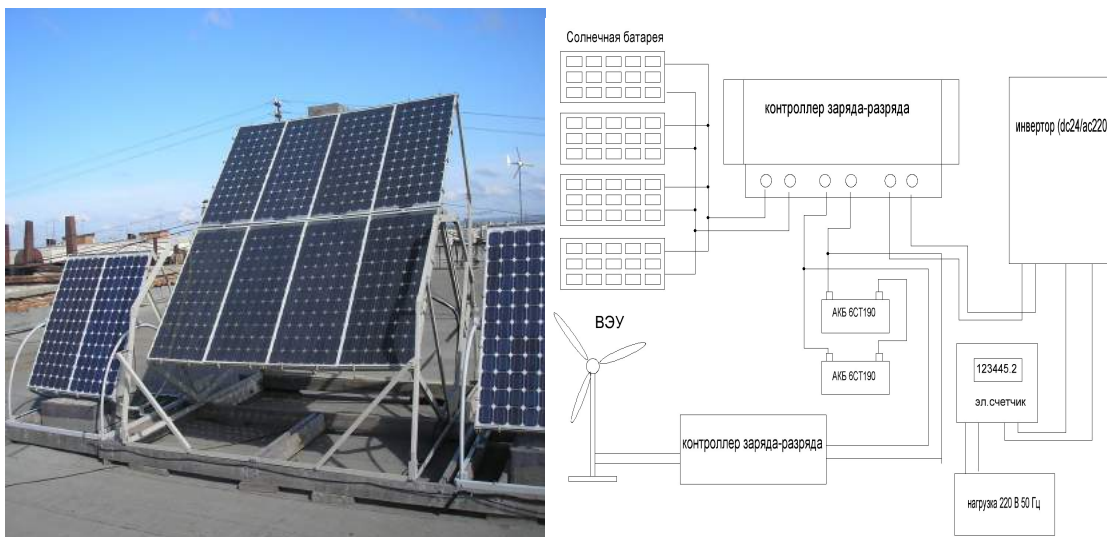 Солнечная батарея
контроллер заряда-разряда
инвертор (dc24/ac220
АКБ 6СТ190
ВЭУ
АКБ 6СТ190
123445.2
эл.счетчик
контроллер заряда-разряда
нагрузка 220 В 50 Гц